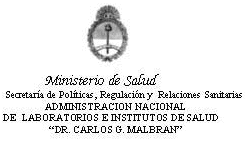 Ministerio de Salud
Secretaría de Políticas, Regulación y Relaciones Sanitarias
ADMINISTRACION NACIONAL
DE LABORATORIOS E INSTITUTOS DE SALUD
“DR. CARLOS G. MALBRAN”